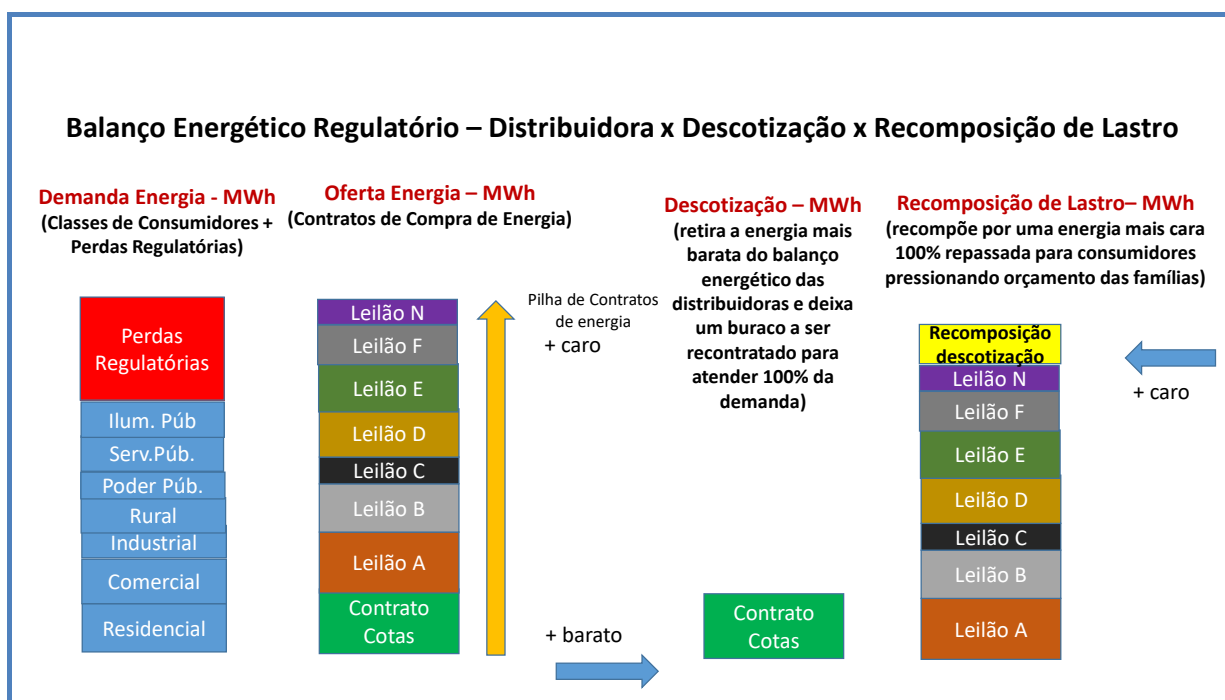 Balanço Energético Regulatório – Distribuidora x Descotização x Recomposição de Lastro
Demanda Energia - MWh
(Classes de Consumidores +
Perdas Regulatórias)
Perdas
Regulatórias
Ilum. Púb
Serv.Púb.
Poder Púb.
Rural
Industrial
Comercial
Residencial
Oferta Energia – MWh
(Contratos de Compra de Energia)
Leilão N
Leilão F
Leilão E
Leilão D
Leilão C
Leilão B
Leilão A
Contrato
Cotas
Pilha de Contratos
de energia
+ caro
+ barato
Descotização – MWh
(retira a energia mais
barata do balanço
energético das
distribuidoras e deixa
um buraco a ser
recontratado para
atender 100% da
demanda)
Contrato
Cotas
Recomposição de Lastro– MWh
(recompõe por uma energia mais cara
100% repassada para consumidores
pressionando orçamento das famílias)
Recomposição
descotização
Leilão N
Leilão F
Leilão E
Leilão D
Leilão C
Leilão B
Leilão A
+ caro